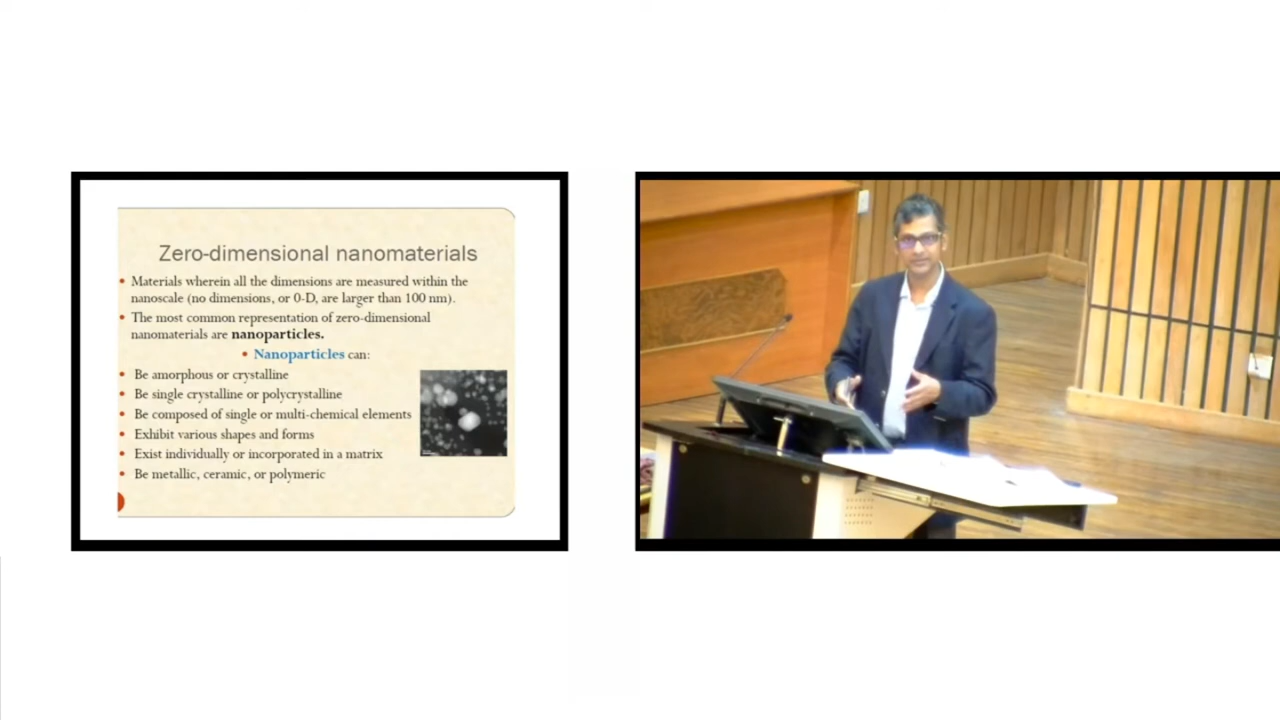 Zero-dimensional nanomaterials
• Materials wherein all the dimensions are measured within the
nanoscale (no dimensions, or 0-D, are larger than 100 nm).
• The most common representation of zero-dimensional
nanomaterials are nanoparticles.
• Nanoparticles can:
• Be amorphous or crystalline
• Be single crystalline or polycrystalline
• Be composed of single or multi-chemical elements
• Exhibit various shapes and forms
• Exist individually or incorporated in a matrix
• Be metallic, ceramic, or polymeric